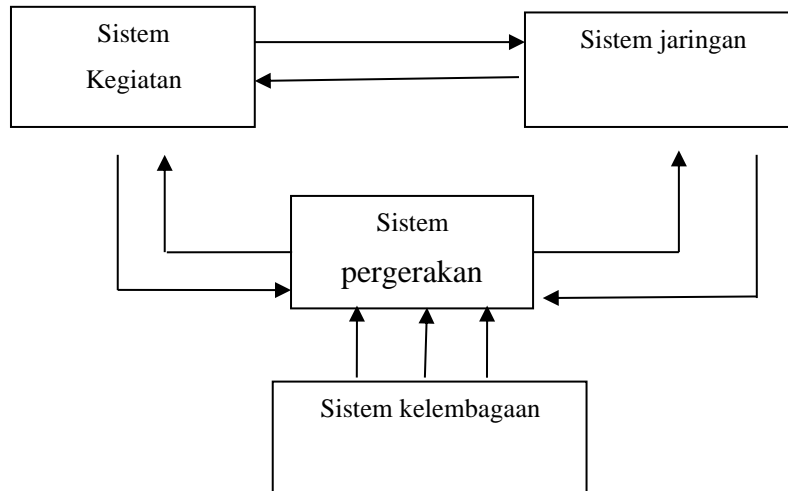 Sistem
Kegiatan
Sistem jaringan
Sistem
pergerakan
Sistem kelembagaan